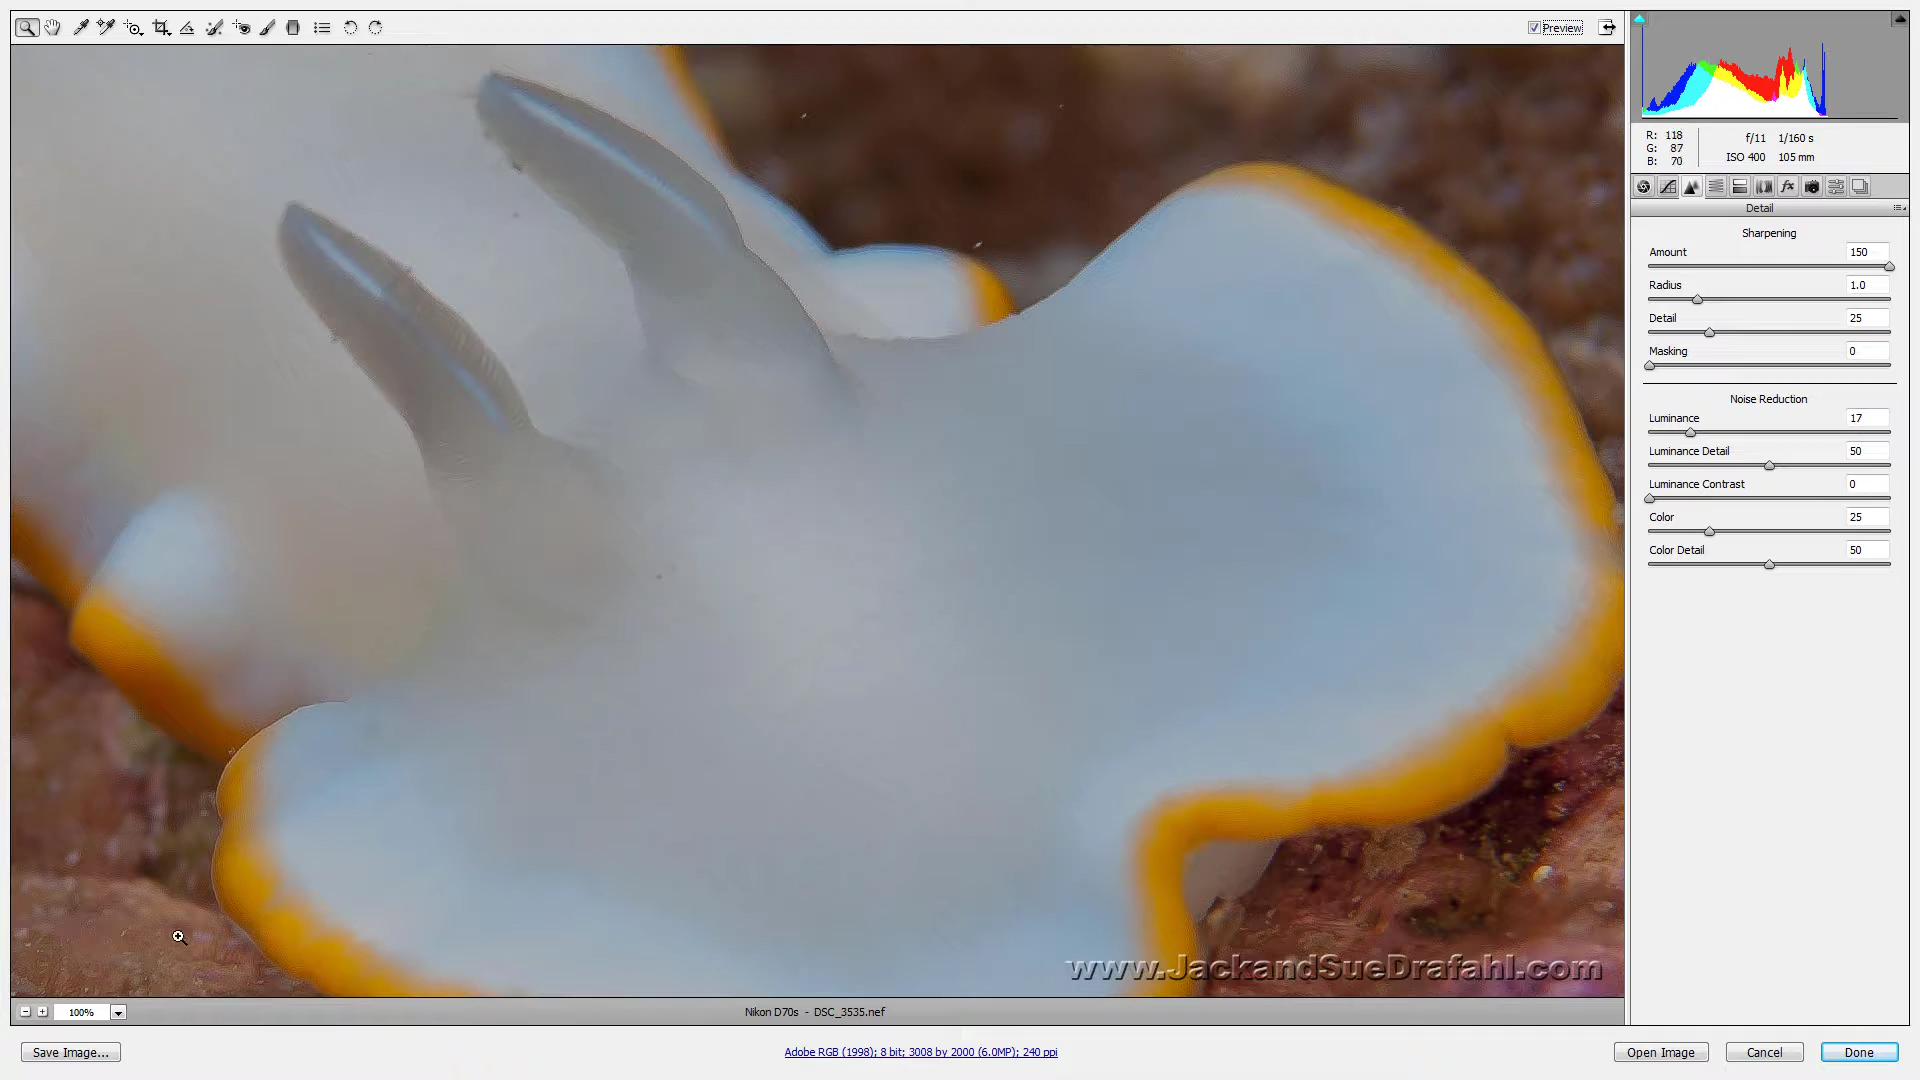 Preview
R: 118
G: 87
B: 70
f/11 1/160 s
ISO 400 105 mm
fx
Detail
Sharpening
Amount 150
Radius 1.0
Detail 25
Masking 0
Noise Reduction
Luminance 17
Luminance Detail 50
Luminance Contrast 0
Color 25
Color Detail 50
www.JackandSueDrafahl.com
100%
Nikon D70s - DSC_3535.nef
Save Image...
Adobe RGB (1998); 8 bit; 3008 by 2000 (6.0MP); 240 ppi
Open Image
Cancel
Done